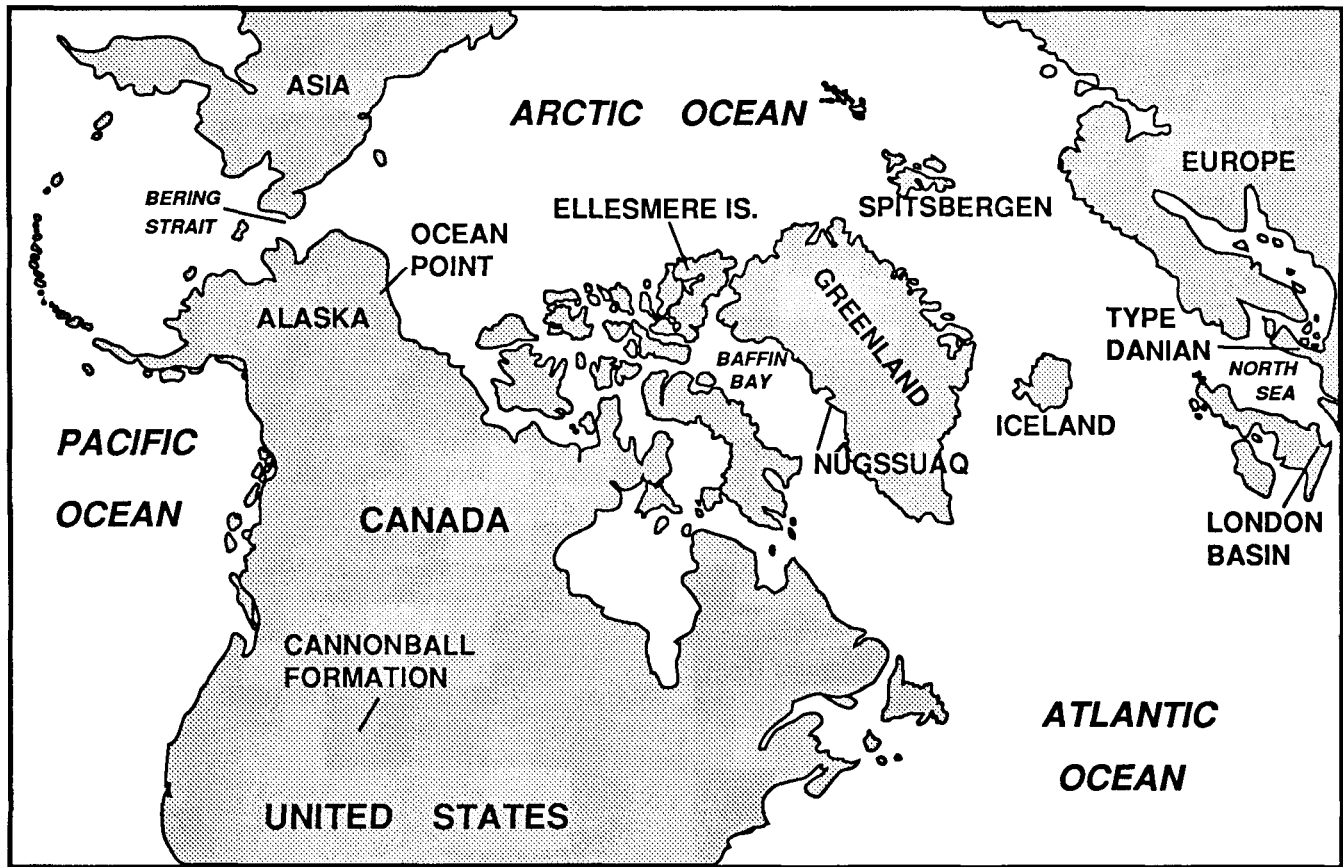 ASIA
ARCTIC OCEAN
EUROPE
BERING
STRAIT
ELLESMERE IS.
SPITSBERGEN
OCEAN
POINT
ALASKA
GREENLAND
TYPE
DANIAN
BAFFIN
BAY
NORTH
SEA
ICELAND
PACIFIC
OCEAN
NUGSSUAQ
CANADA
LONDON
BASIN
CANNONBALL
FORMATION
ATLANTIC
OCEAN
UNITED STATES